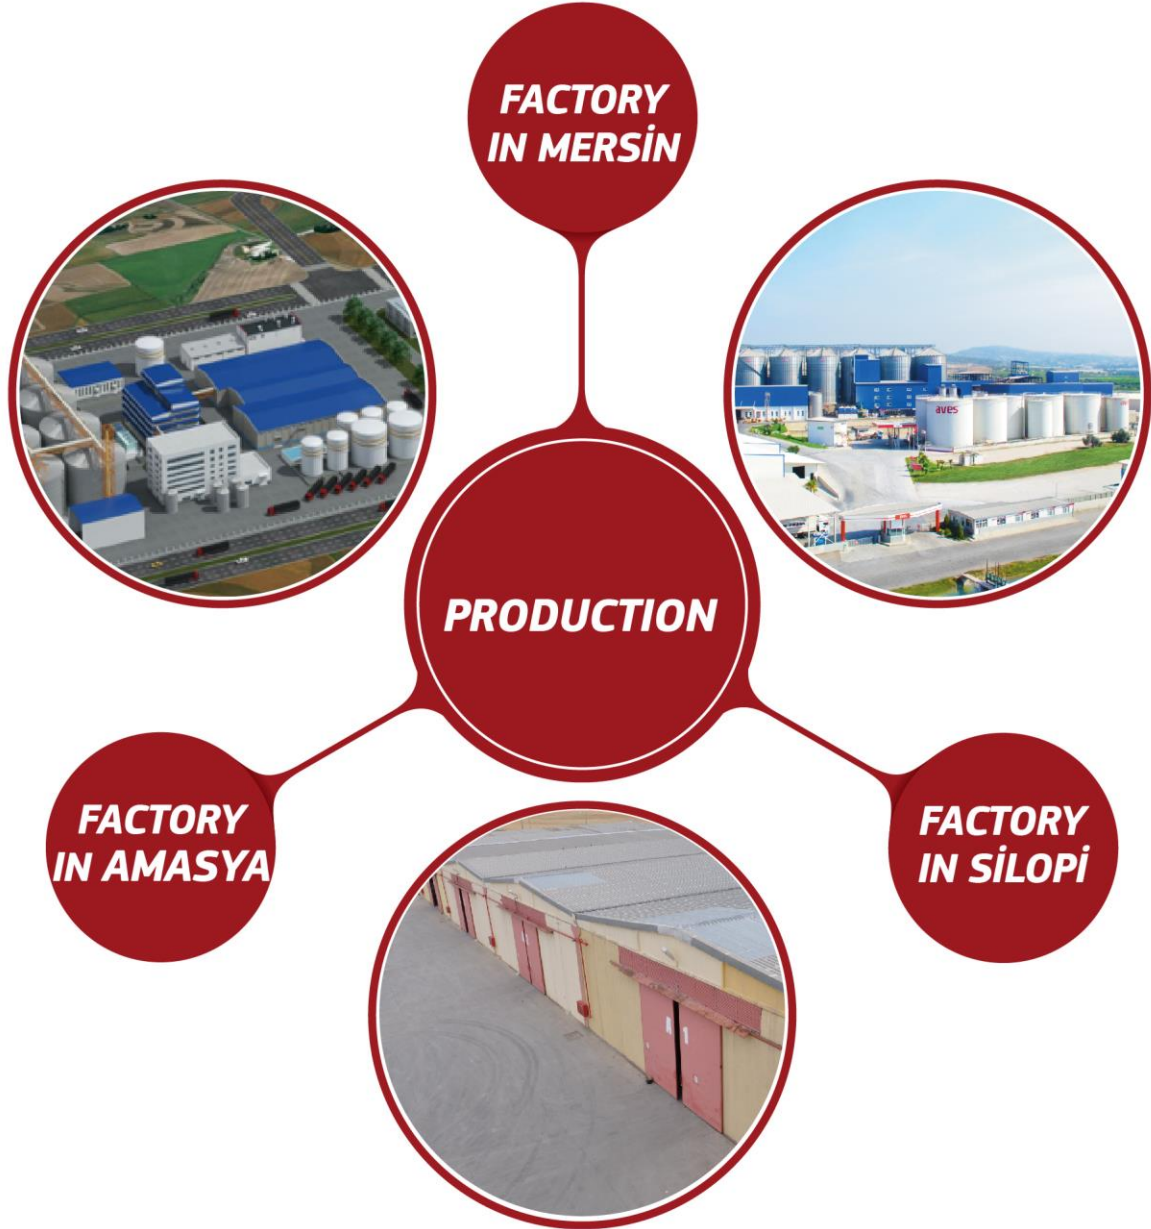 FACTORY
IN MERSİN
aves
PRODUCTION
FACTORY
IN AMASYA
FACTORY
IN SİLOPİ